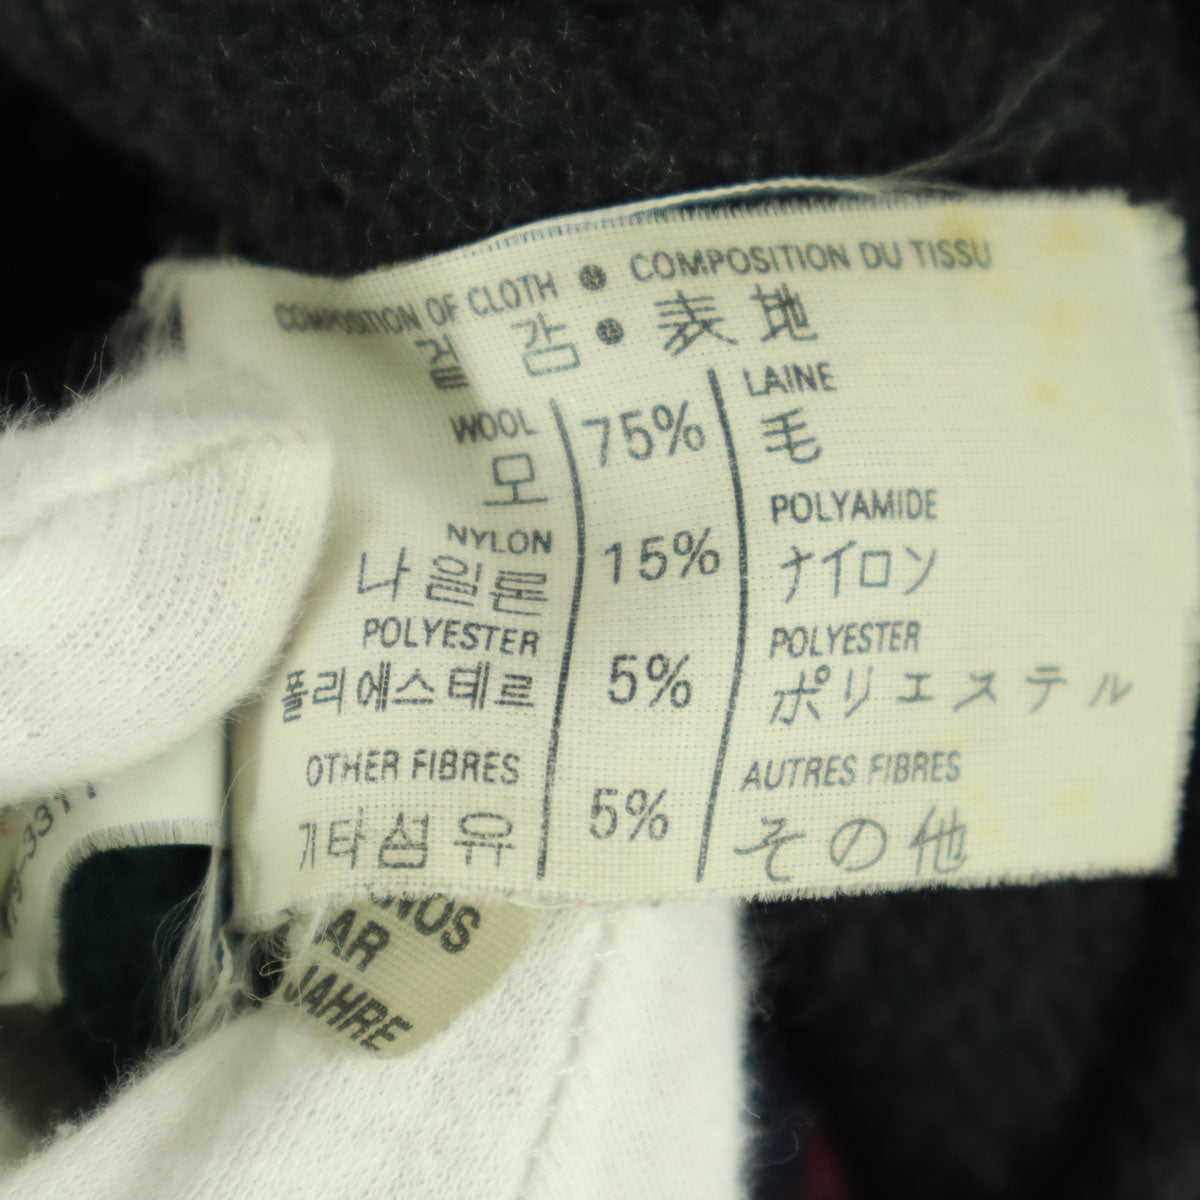 COMPOSITION OF CLOTH ● COMPOSITION DU TISSU
겉 감 ● 表 地
WOOL 75% LAINE
모 毛
NYLON 15% POLYAMIDE
나일론 ナイロン
POLYESTER 5% POLYESTER
폴리에스테르 ポリエステル
OTHER FIBRES 5% AUTRES FIBRES
기타섬유 その他
NOS
AR
JAHRE